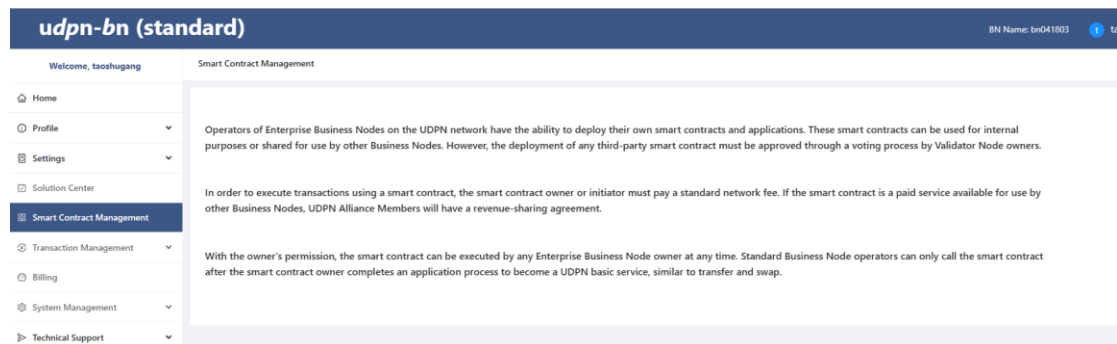 udpn-bn (standard)
BN Name: bn041803
t
ta
Welcome, taoshugang
Smart Contract Management
Home
Profile
Settings
Solution Center
Smart Contract Management
Transaction Management
Billing
System Management
Technical Support
Operators of Enterprise Business Nodes on the UDPN network have the ability to deploy their own smart contracts and applications. These smart contracts can be used for internal
purposes or shared for use by other Business Nodes. However, the deployment of any third-party smart contract must be approved through a voting process by Validator Node owners.
In order to execute transactions using a smart contract, the smart contract owner or initiator must pay a standard network fee. If the smart contract is a paid service available for use by
other Business Nodes, UDPN Alliance Members will have a revenue-sharing agreement.
With the owner's permission, the smart contract can be executed by any Enterprise Business Node owner at any time. Standard Business Node operators can only call the smart contract
after the smart contract owner completes an application process to become a UDPN basic service, similar to transfer and swap.